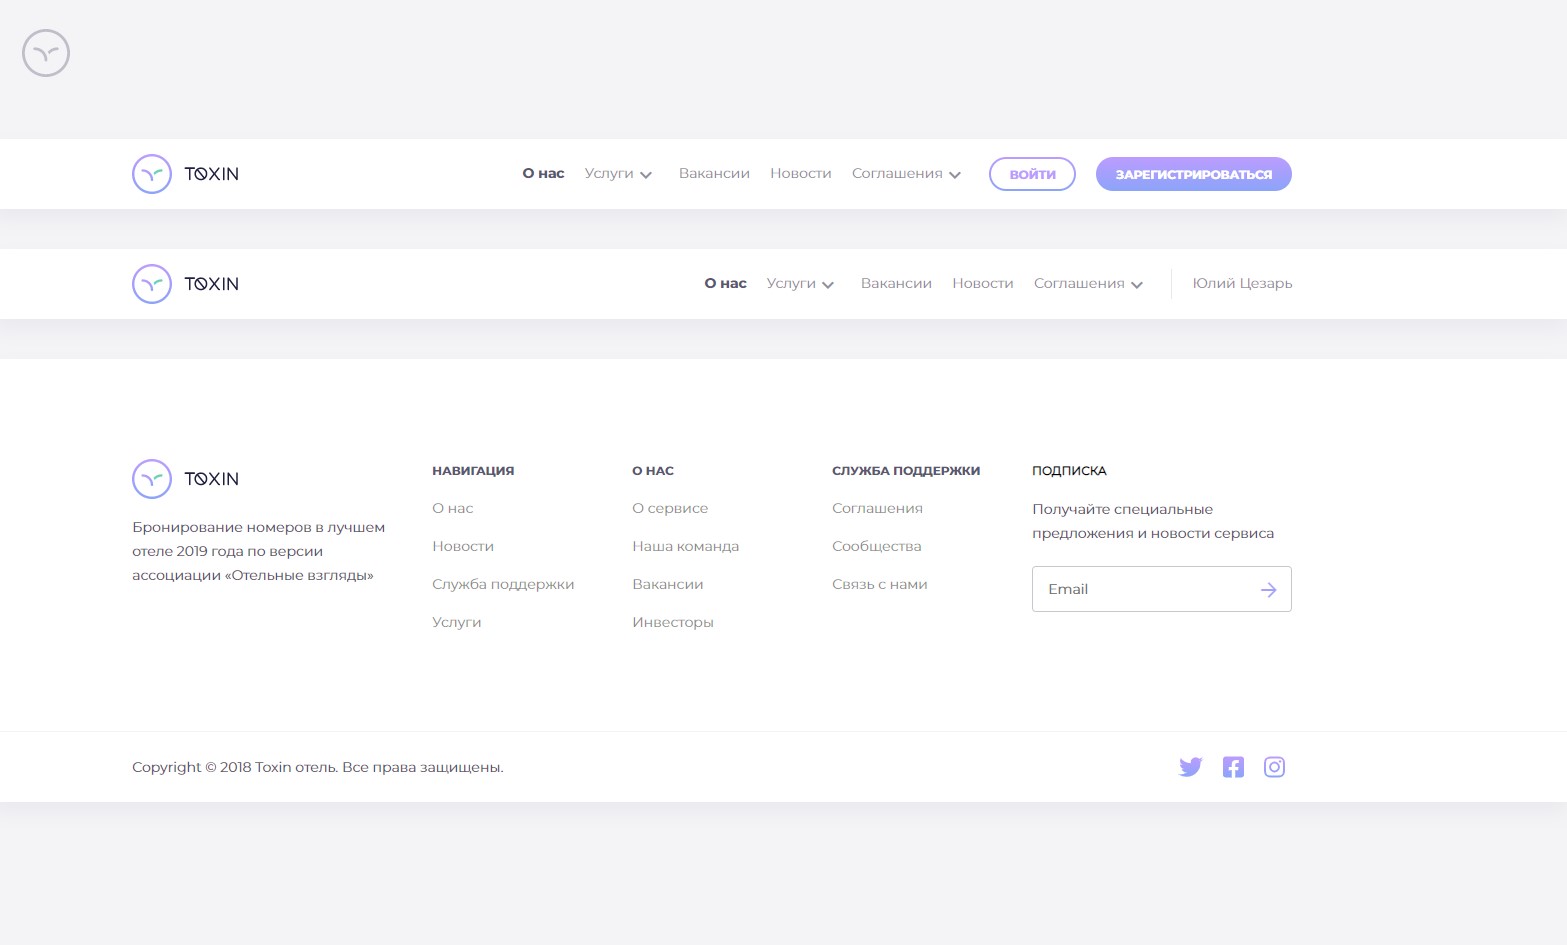 TOXIN О нас Услуги Вакансии Новости Соглашения ВОЙТИ ЗАРЕГИСТРИРОВАТЬСЯ
TOXIN О нас Услуги Вакансии Новости Соглашения Юлий Цезарь
TOXIN
Бронирование номеров в лучшем
отеле 2019 года по версии
ассоциации «Отельные взгляды»
НАВИГАЦИЯ
О нас
Новости
Служба поддержки
Услуги
О НАС
О сервисе
Наша команда
Вакансии
Инвесторы
СЛУЖБА ПОДДЕРЖКИ
Соглашения
Сообщества
Связь с нами
ПОДПИСКА
Получайте специальные
предложения и новости сервиса
Email
Copyright © 2018 Toxin отель. Все права защищены.